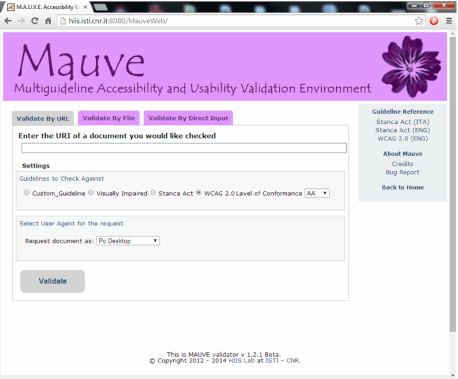 M.A.U.V.E. Accessibility V
hiis.isti.cnr.it:8080/MauveWeb/
Mauve
Multiguideline Accessibility and Usability Validation Environment
Validate By URL
Validate By File
Validate By Direct Input
Enter the URI of a document you would like checked
Settings
Guidelines to Check Against
Custom_Guideline Visually Impaired Stanca Act WCAG 2.0 Level of Conformance AA
Select User Agent for the request
Request document as: Pc Desktop
Validate
Guideline Reference
Stanca Act (ITA)
Stanca Act (ENG)
WCAG 2.0 (ENG)
About Mauve
Credits
Bug Report
Back to Home
This is MAUVE validator v 1.2.1 Beta.
© Copyright 2012 - 2014 HIIS Lab at ISTI - CNR.